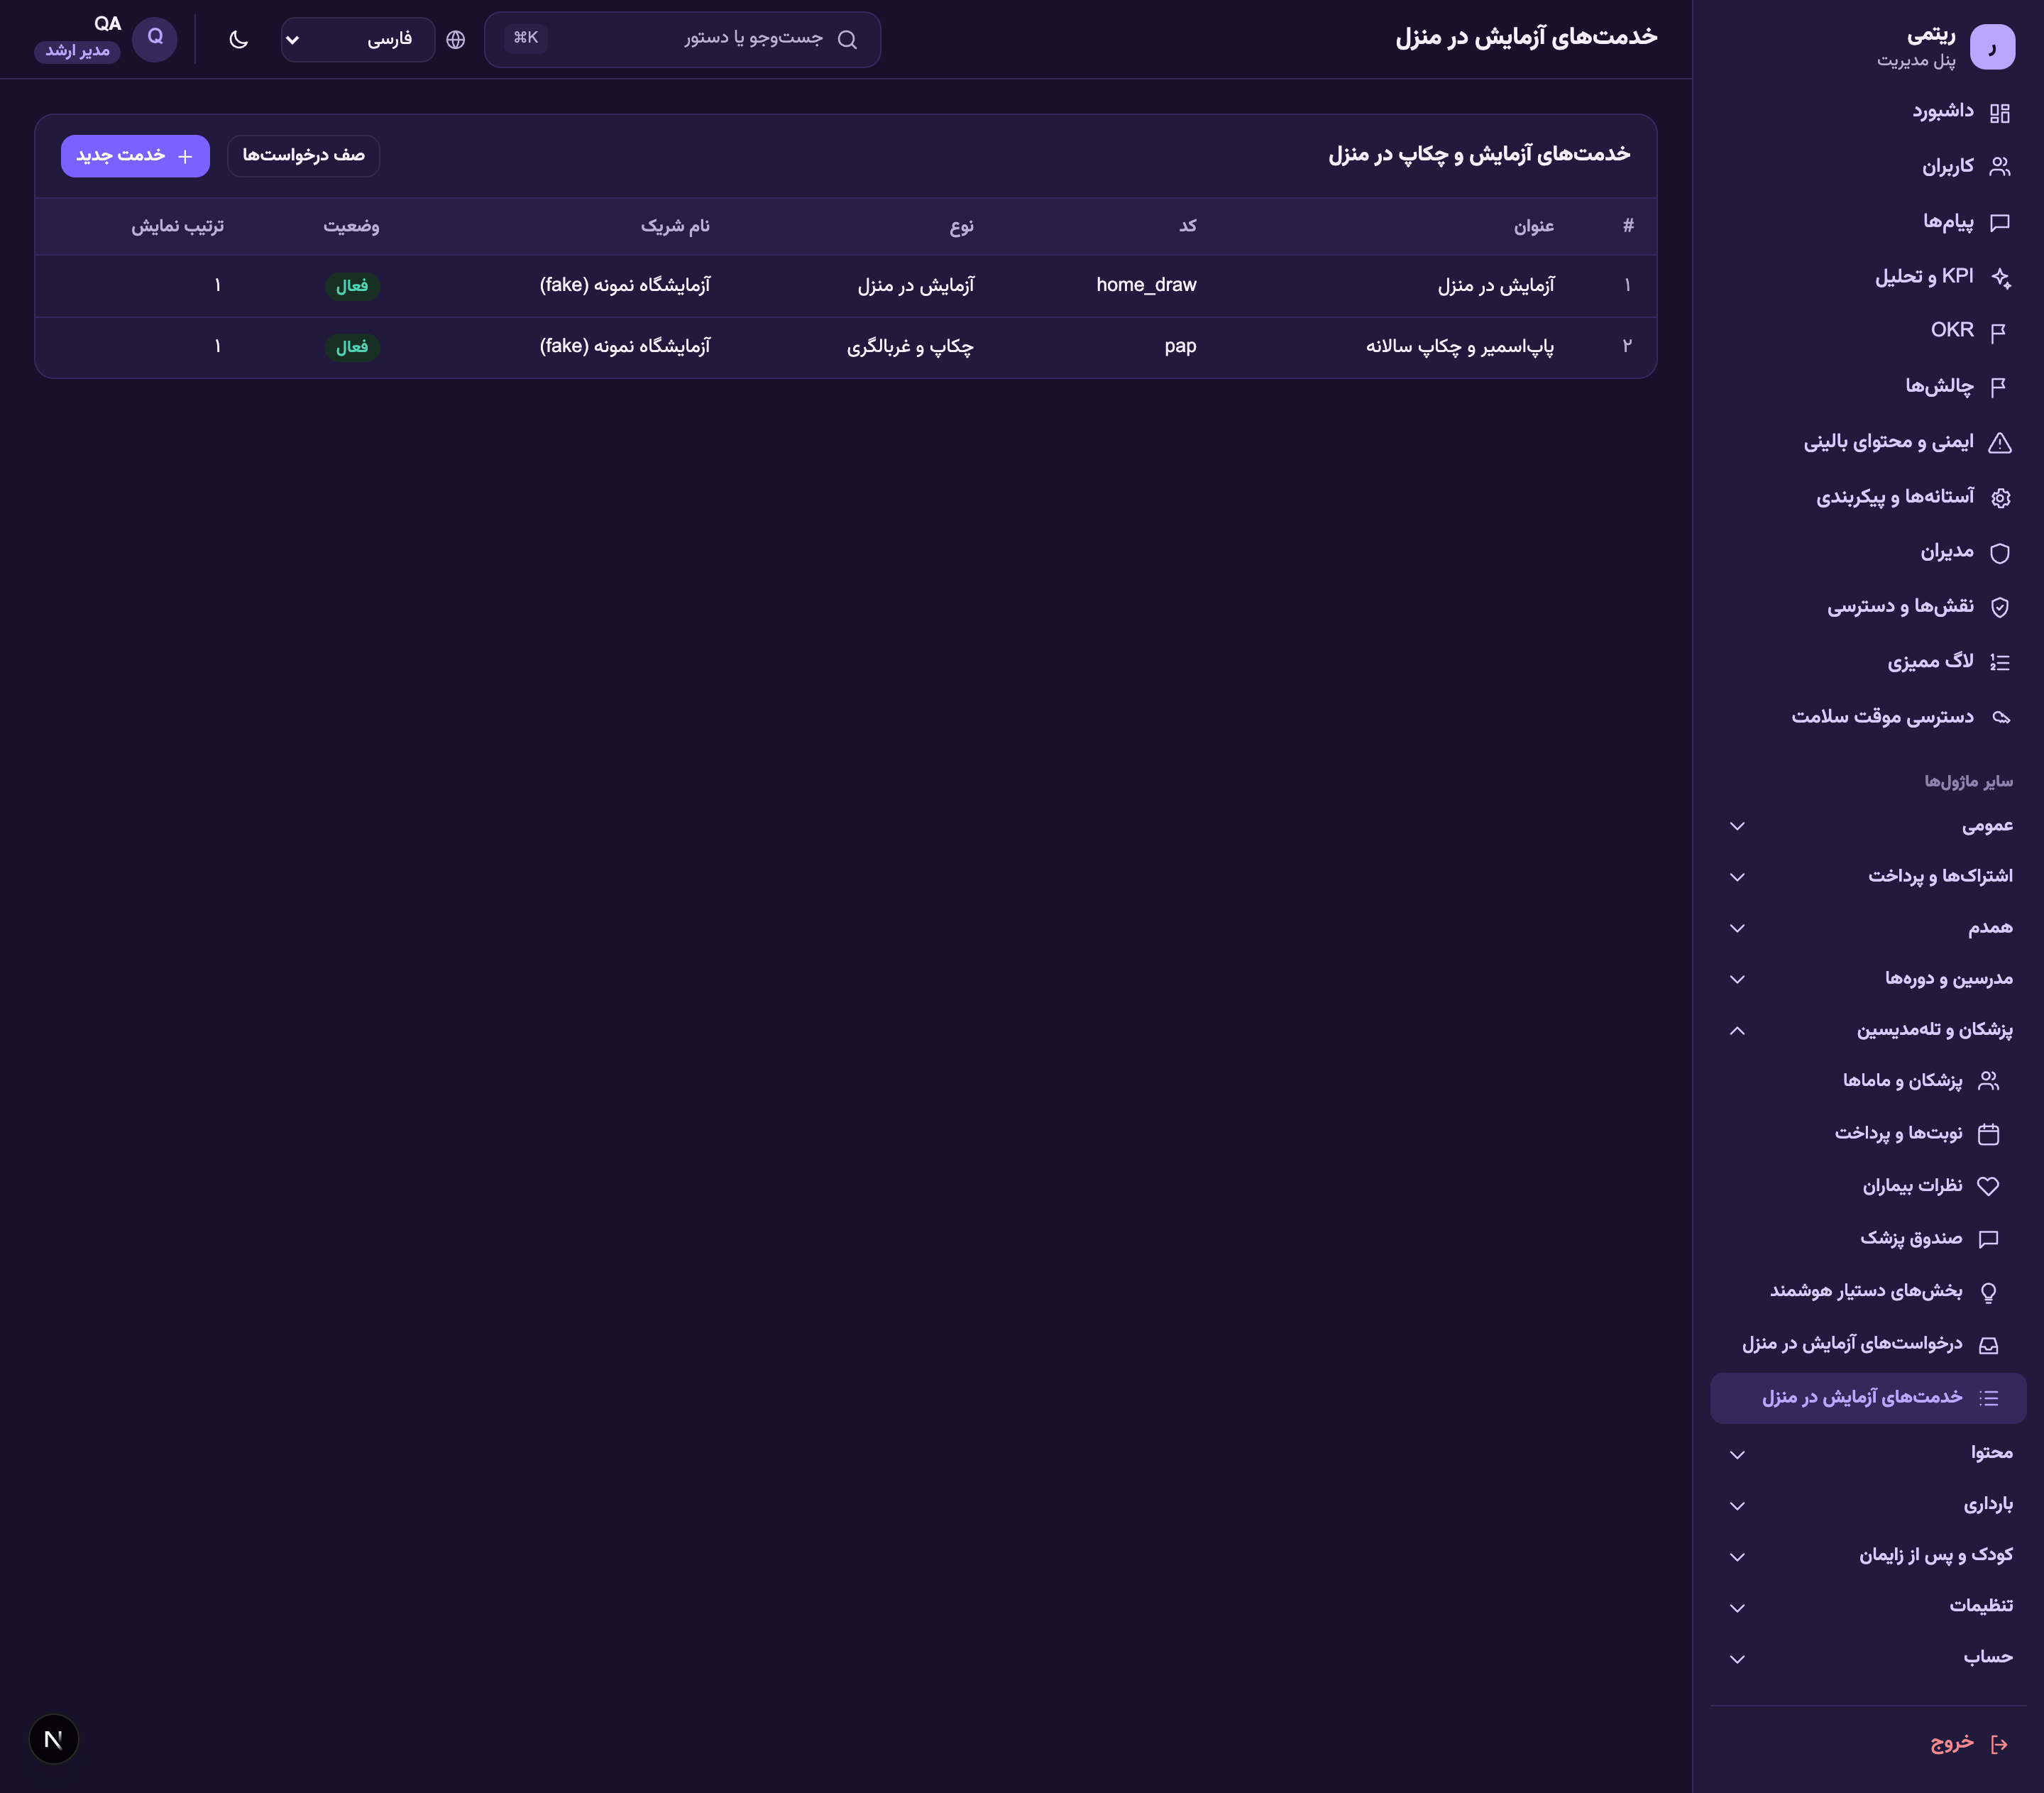 ر
ریتمی
پنل مدیریت
داشبورد
کاربران
پیام‌ها
KPI و تحلیل
OKR
چالش‌ها
ایمنی و محتوای بالینی
آستانه‌ها و پیکربندی
مدیران
نقش‌ها و دسترسی
لاگ ممیزی
دسترسی موقت سلامت
سایر ماژول‌ها
عمومی
اشتراک‌ها و پرداخت
همدم
مدرسین و دوره‌ها
پزشکان و تله‌مدیسین
پزشکان و ماماها
نوبت‌ها و پرداخت
نظرات بیماران
صندوق پزشک
بخش‌های دستیار هوشمند
درخواست‌های آزمایش در منزل
خدمت‌های آزمایش در منزل
محتوا
بارداری
کودک و پس از زایمان
تنظیمات
حساب
خروج
خدمت‌های آزمایش در منزل
جست‌وجو یا دستور ⌘K
فارسی
Q
QA
مدیر ارشد
خدمت‌های آزمایش و چکاپ در منزل
صف درخواست‌ها
خدمت جدید
# عنوان کد نوع نام شریک وضعیت ترتیب نمایش
۱ آزمایش در منزل home_draw آزمایش در منزل آزمایشگاه نمونه (fake) فعال ۱
۲ پاپ‌اسمیر و چکاپ سالانه pap چکاپ و غربالگری آزمایشگاه نمونه (fake) فعال ۱
N